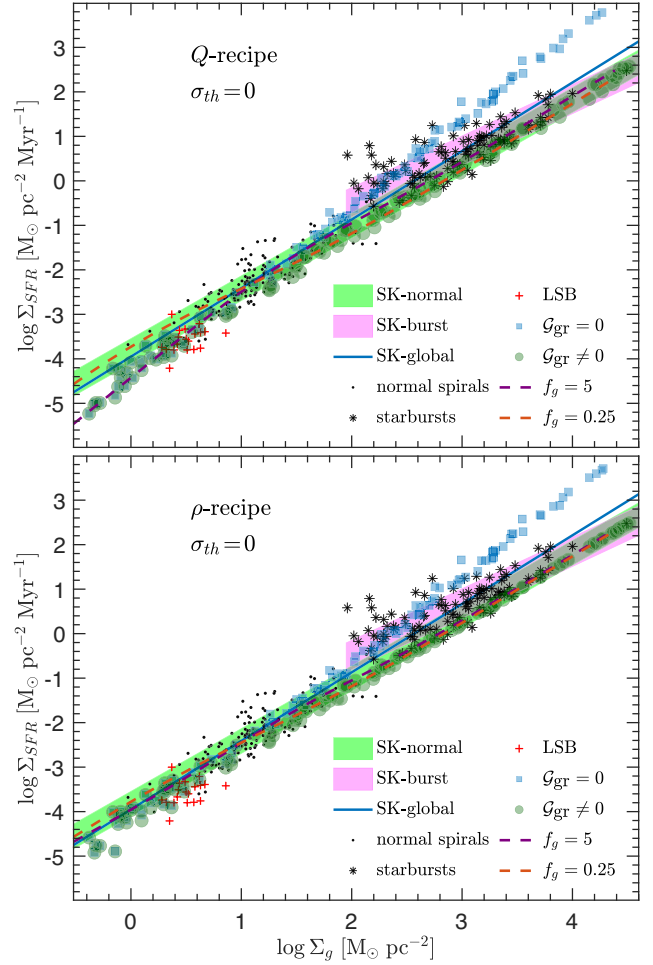 3
2
1
0
-1
-2
-3
-4
-5
log Σ_SFR [M⊙ pc⁻² Myr⁻¹]
Q-recipe
σ_th=0
SK-normal
SK-burst
SK-global
normal spirals
starbursts
LSB
𝒢_gr = 0
𝒢_gr ≠ 0
f_g = 5
f_g = 0.25
3
2
1
0
-1
-2
-3
-4
-5
log Σ_SFR [M⊙ pc⁻² Myr⁻¹]
ρ-recipe
σ_th=0
SK-normal
SK-burst
SK-global
normal spirals
starbursts
LSB
𝒢_gr = 0
𝒢_gr ≠ 0
f_g = 5
f_g = 0.25
0 1 2 3 4
log Σ_g [M⊙ pc⁻²]